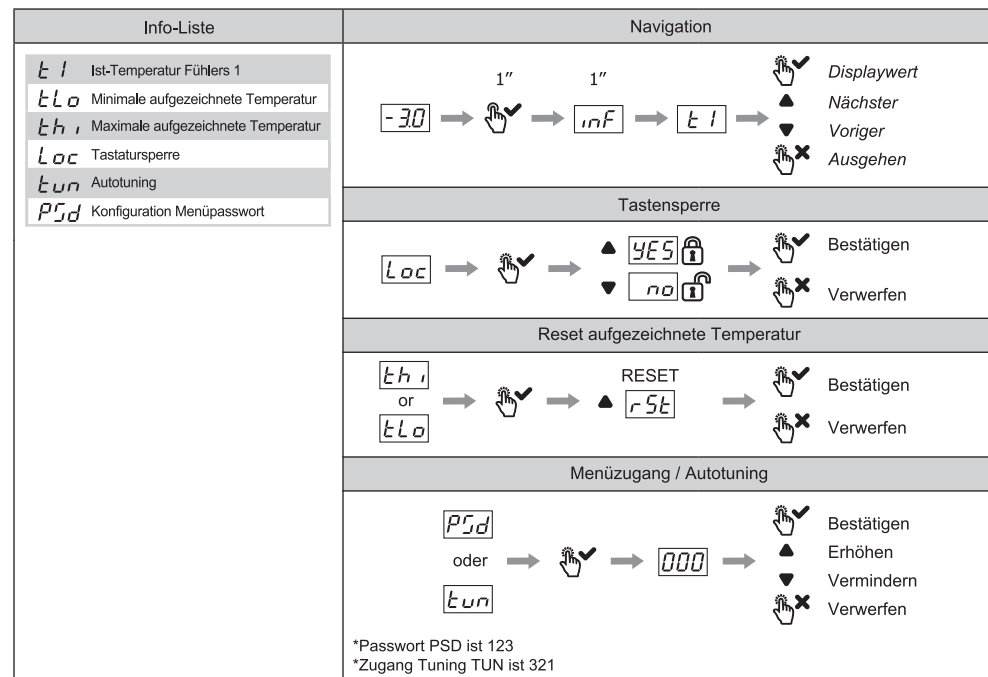 Info-Liste
t1 Ist-Temperatur Fühlers 1
tLo Minimale aufgezeichnete Temperatur
thi Maximale aufgezeichnete Temperatur
Loc Tastatursperre
tun Autotuning
PSd Konfiguration Menüpasswort
Navigation
1″ 1″
-3.0 inF t1
Displaywert
Nächster
Voriger
Ausgehen
Tastensperre
Loc
YES
no
Bestätigen
Verwerfen
Reset aufgezeichnete Temperatur
thi
or
tLo
RESET
rSt
Bestätigen
Verwerfen
Menüzugang / Autotuning
PSd
oder
tun
000
Bestätigen
Erhöhen
Vermindern
Verwerfen
*Passwort PSD ist 123
*Zugang Tuning TUN ist 321